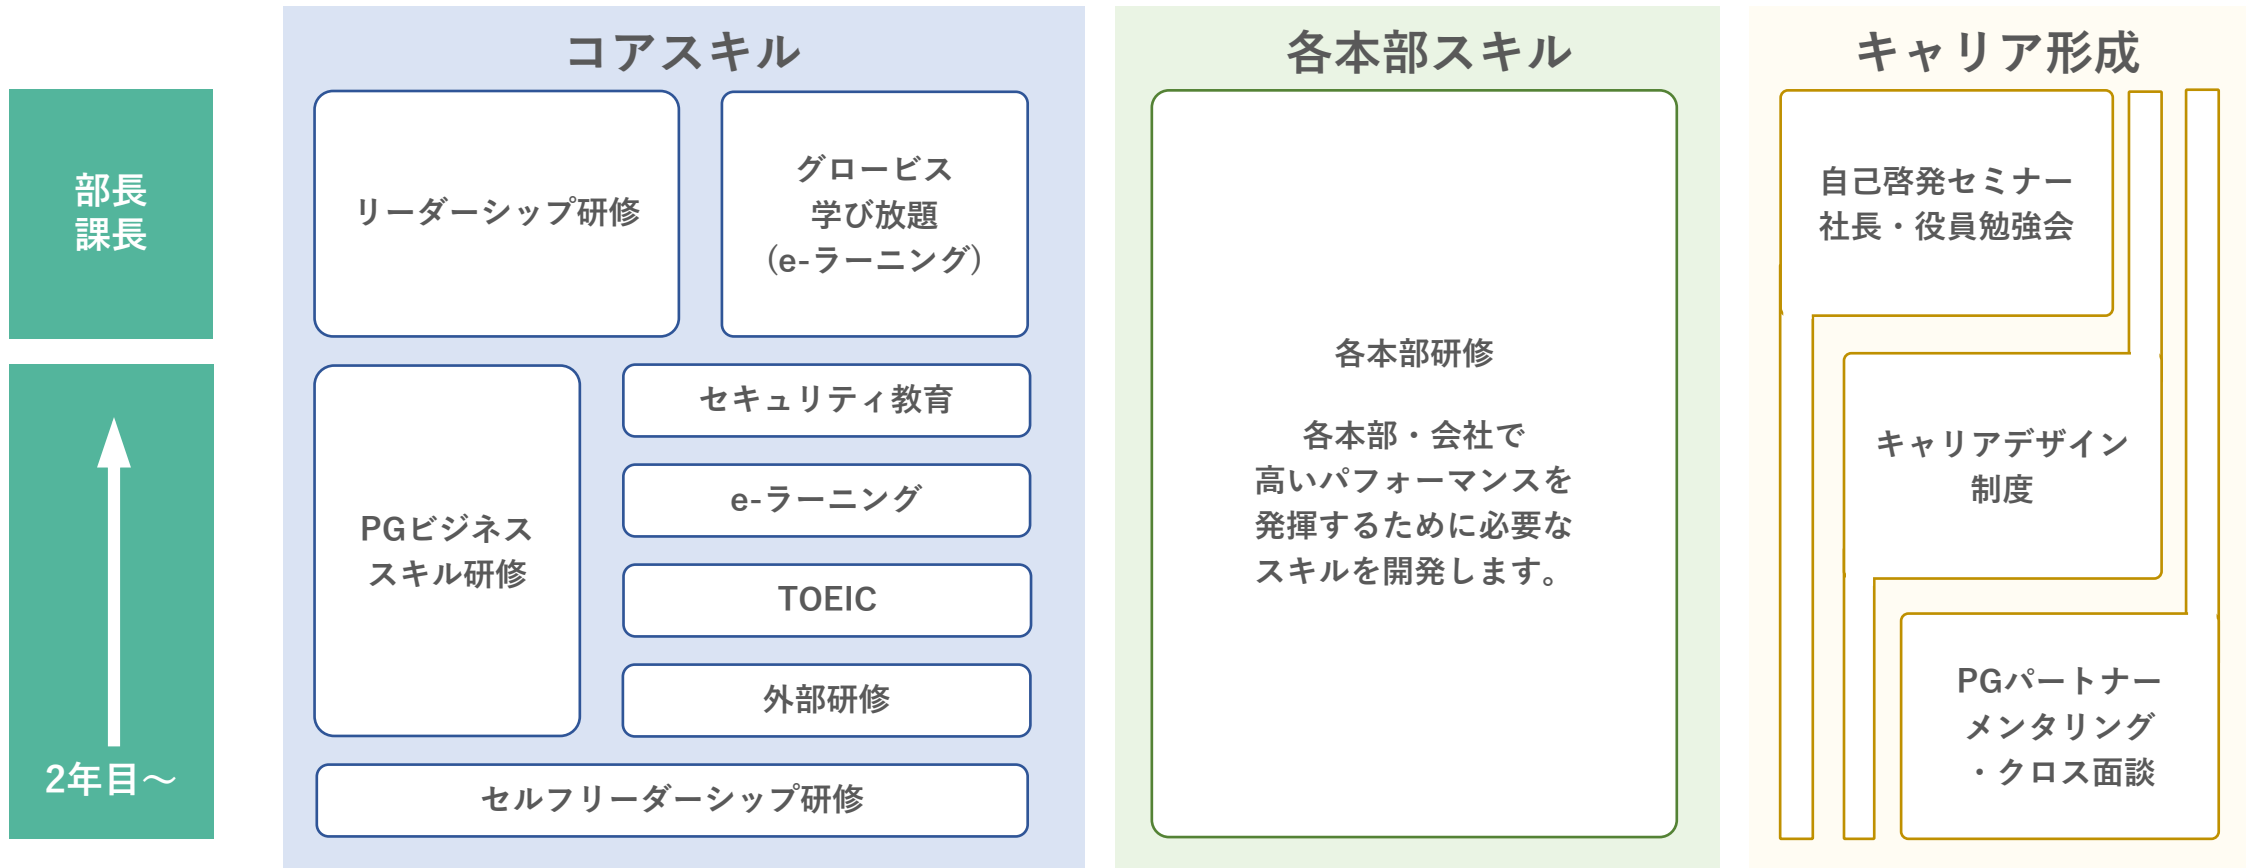 コアスキル
各本部スキル
キャリア形成
部長
課長
リーダーシップ研修
グロービス
学び放題
(e-ラーニング)
自己啓発セミナー
社長・役員勉強会
2年目～
PGビジネス
スキル研修
セキュリティ教育
e-ラーニング
TOEIC
外部研修
セルフリーダーシップ研修
各本部研修
各本部・会社で
高いパフォーマンスを
発揮するために必要な
スキルを開発します。
キャリアデザイン
制度
PGパートナー
メンタリング
・クロス面談